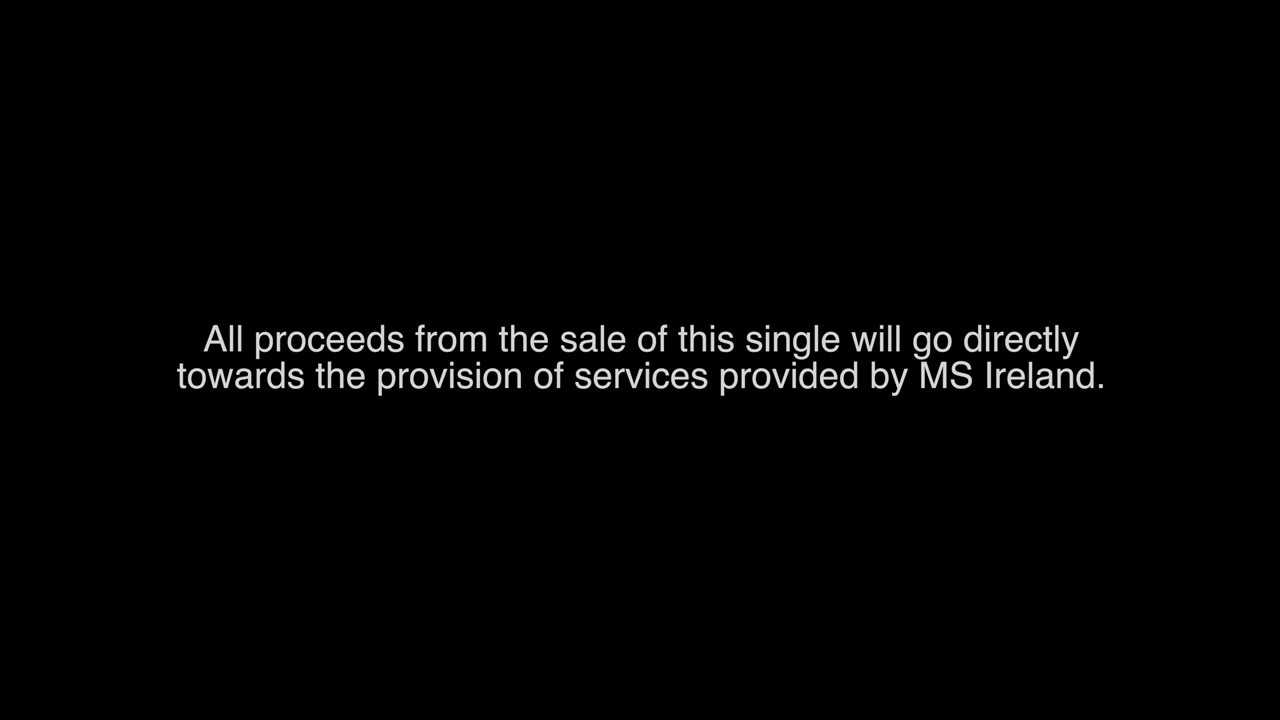 All proceeds from the sale of this single will go directly
towards the provision of services provided by MS Ireland.